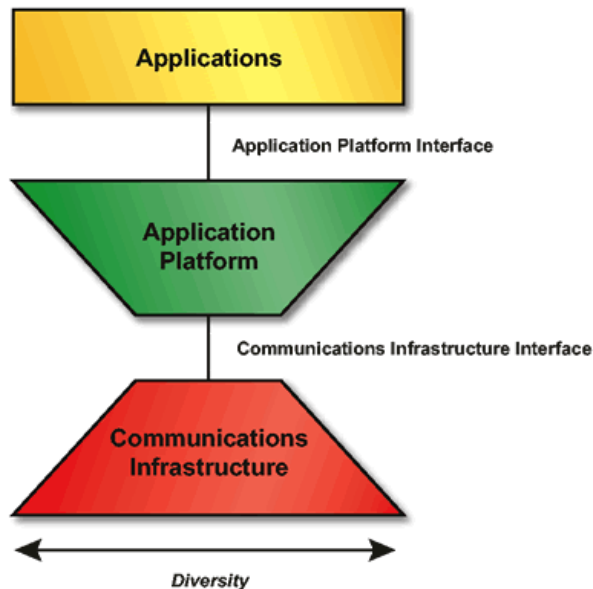 Applications
Application Platform Interface
Application
Platform
Communications Infrastructure Interface
Communications
Infrastructure
Diversity